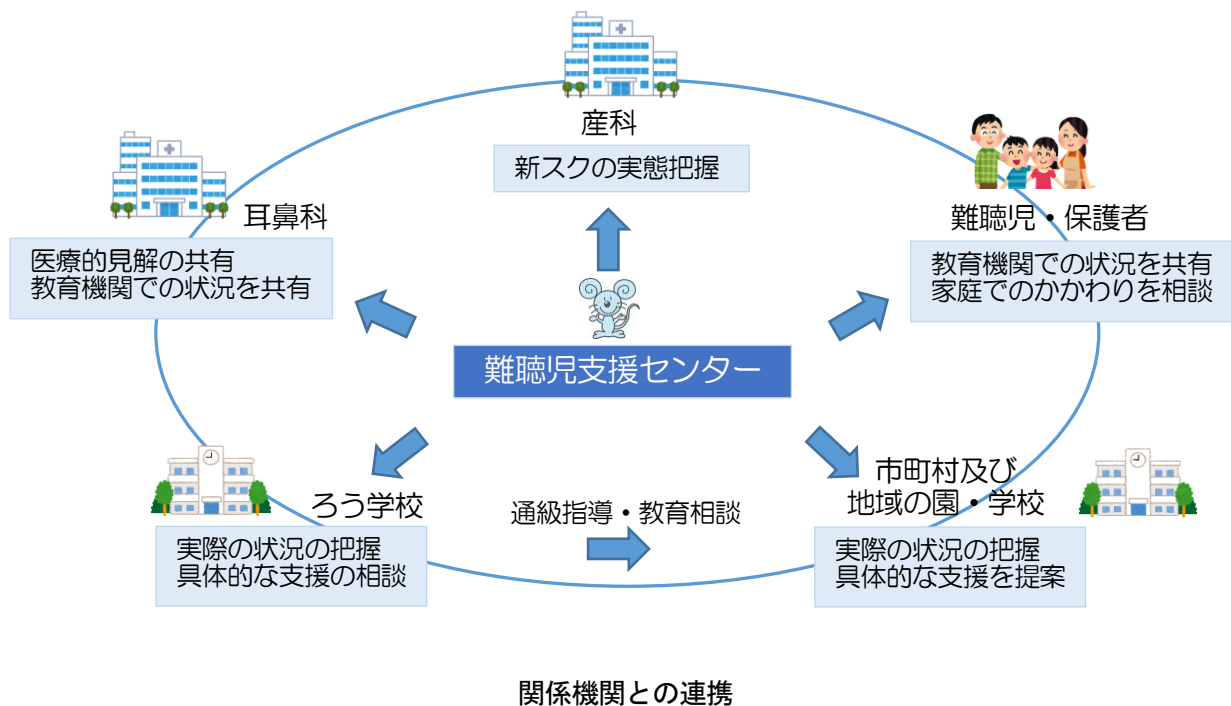 産科
新スクの実態把握
耳鼻科
医療的見解の共有
教育機関での状況を共有
難聴児・保護者
教育機関での状況を共有
家庭でのかかわりを相談
難聴児支援センター
ろう学校
実際の状況の把握
具体的な支援の相談
通級指導・教育相談
市町村及び
地域の園・学校
実際の状況の把握
具体的な支援を提案
関係機関との連携